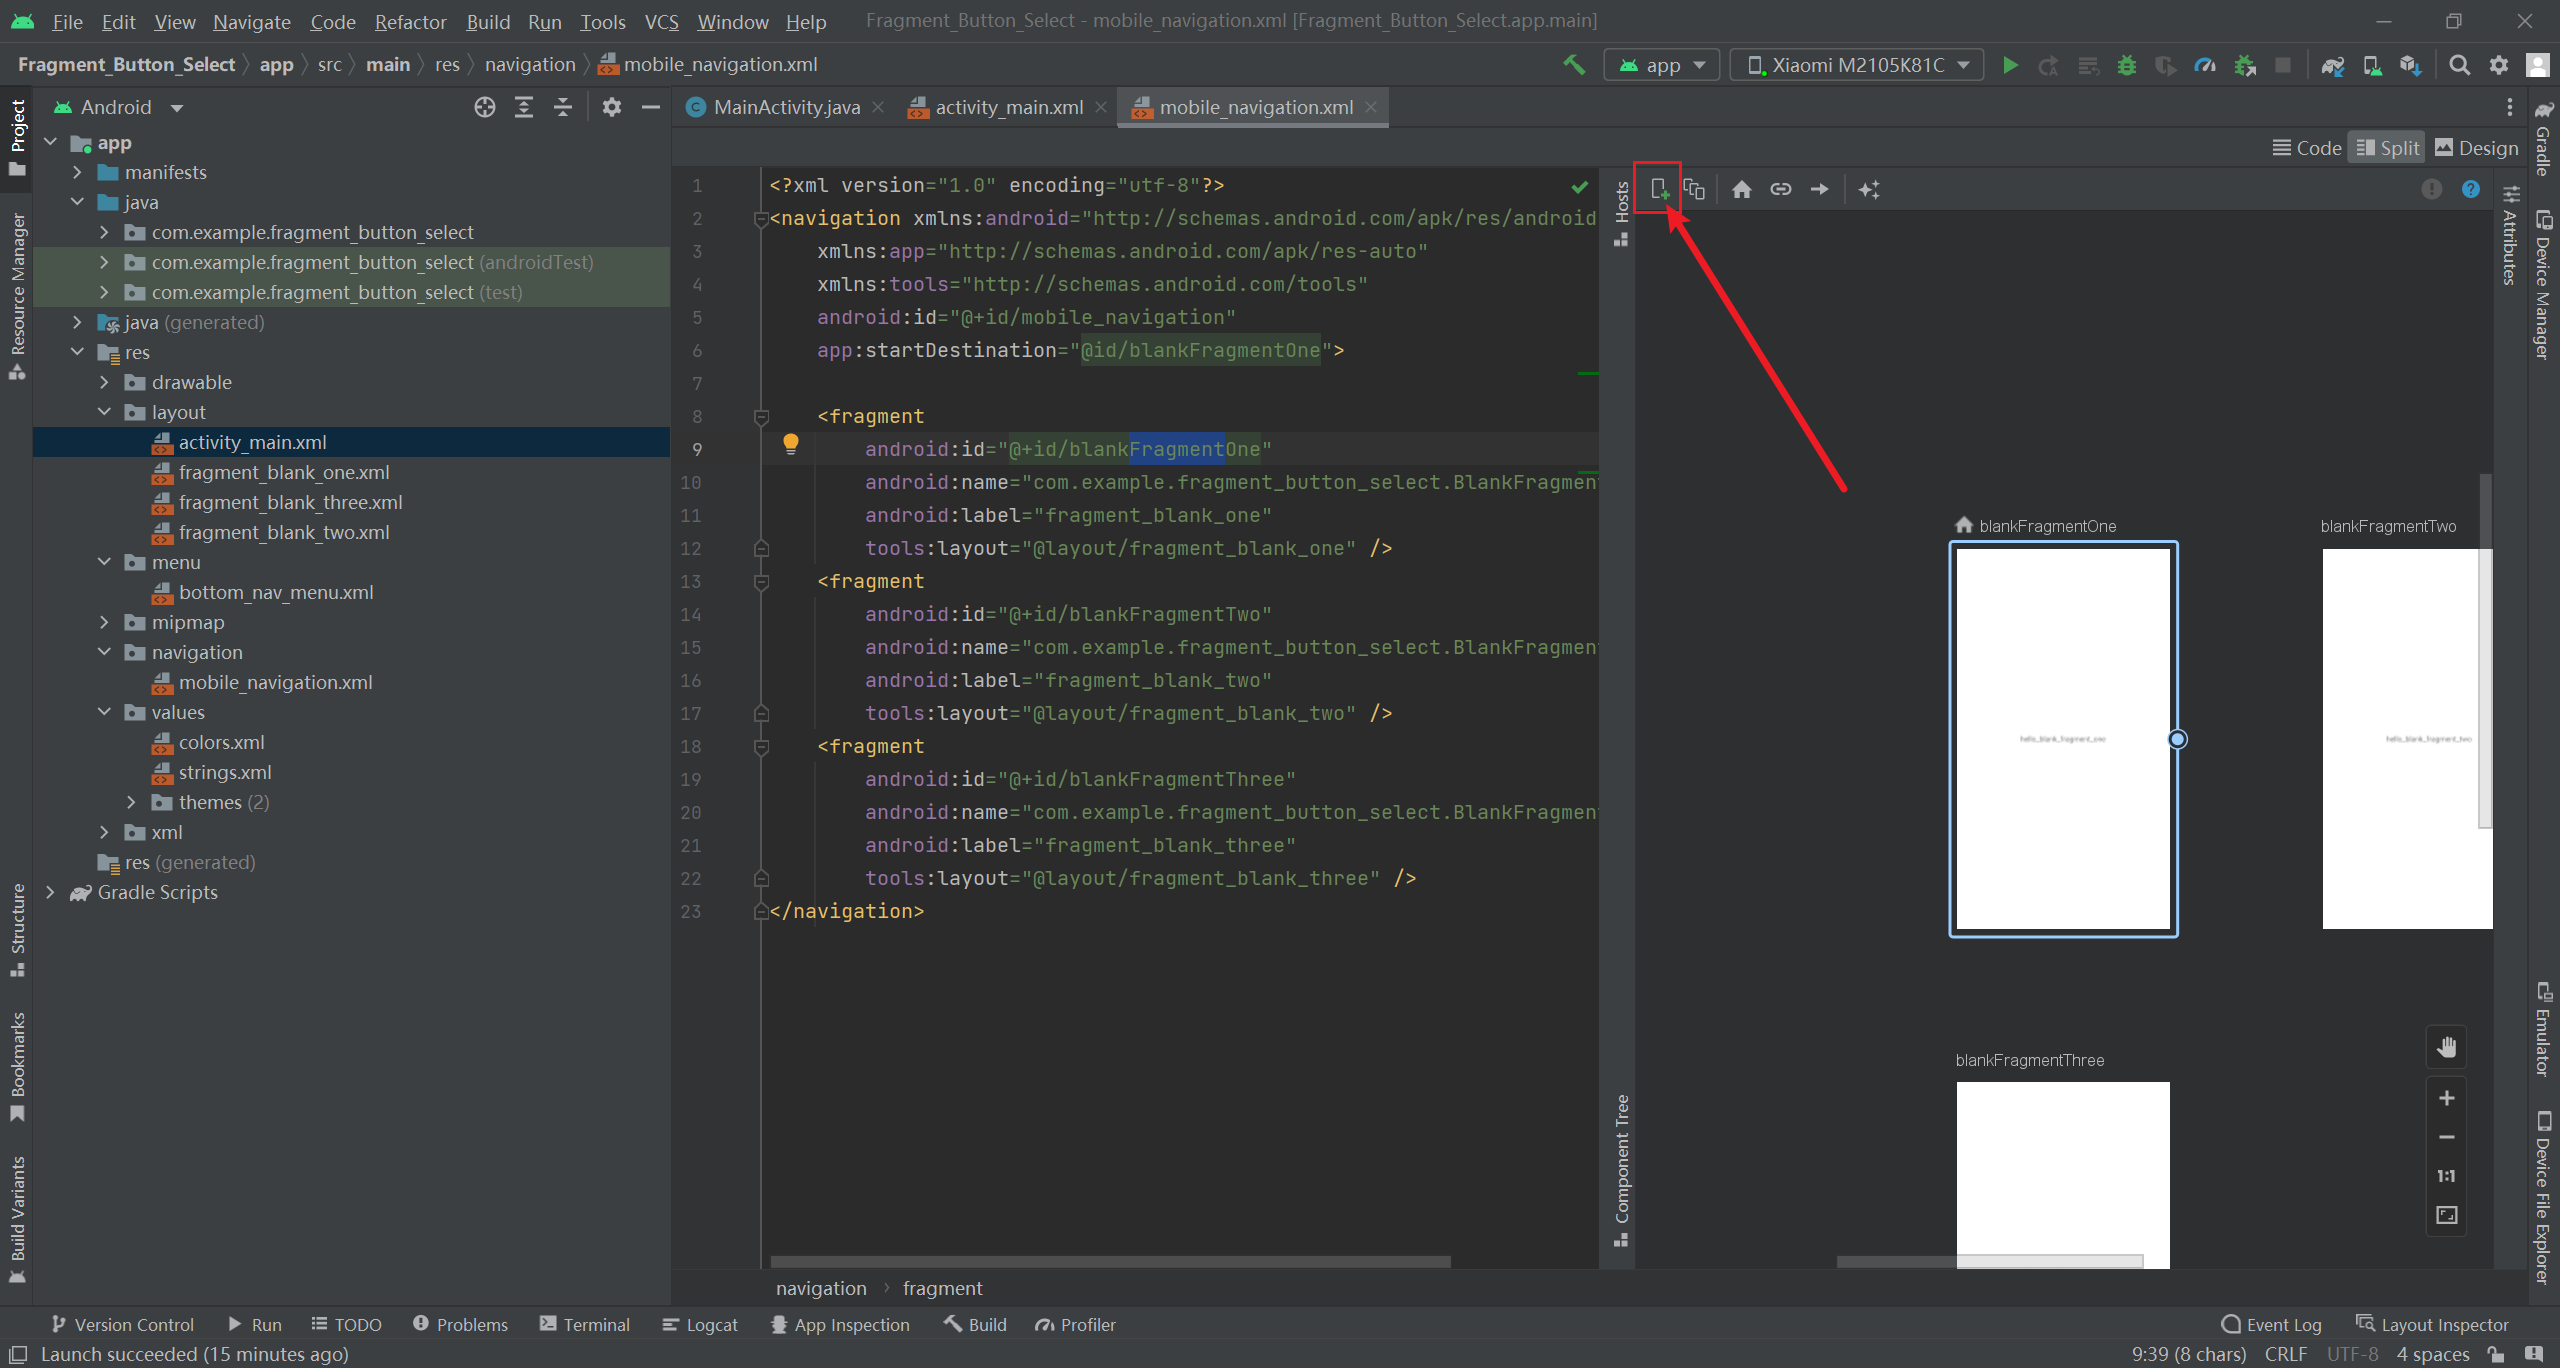 File Edit View Navigate Code Refactor Build Run Tools VCS Window Help Fragment_Button_Select - mobile_navigation.xml [Fragment_Button_Select.app.main]
Fragment_Button_Select app src main res navigation mobile_navigation.xml app Xiaomi M2105K81C
Android
MainActivity.java activity_main.xml mobile_navigation.xml
Code Split Design
Project
Resource Manager
Structure
Bookmarks
Build Variants
app
manifests
java
com.example.fragment_button_select
com.example.fragment_button_select (androidTest)
com.example.fragment_button_select (test)
java (generated)
res
drawable
layout
activity_main.xml
fragment_blank_one.xml
fragment_blank_three.xml
fragment_blank_two.xml
menu
bottom_nav_menu.xml
mipmap
navigation
mobile_navigation.xml
values
colors.xml
strings.xml
themes (2)
xml
res (generated)
Gradle Scripts
1 <?xml version="1.0" encoding="utf-8"?>
2 <navigation xmlns:android="http://schemas.android.com/apk/res/android
3 xmlns:app="http://schemas.android.com/apk/res-auto"
4 xmlns:tools="http://schemas.android.com/tools"
5 android:id="@+id/mobile_navigation"
6 app:startDestination="@id/blankFragmentOne">
7
8 <fragment
9 android:id="@+id/blankFragmentOne"
10 android:name="com.example.fragment_button_select.BlankFragmen
11 android:label="fragment_blank_one"
12 tools:layout="@layout/fragment_blank_one" />
13 <fragment
14 android:id="@+id/blankFragmentTwo"
15 android:name="com.example.fragment_button_select.BlankFragmen
16 android:label="fragment_blank_two"
17 tools:layout="@layout/fragment_blank_two" />
18 <fragment
19 android:id="@+id/blankFragmentThree"
20 android:name="com.example.fragment_button_select.BlankFragmen
21 android:label="fragment_blank_three"
22 tools:layout="@layout/fragment_blank_three" />
23 </navigation>
navigation fragment
Hosts
Component Tree
blankFragmentOne
hello_blank_fragment_one
blankFragmentTwo
hello_blank_fragment_two
blankFragmentThree
1:1
Attributes
Gradle
Device Manager
Emulator
Device File Explorer
Version Control Run TODO Problems Terminal Logcat App Inspection Build Profiler Event Log Layout Inspector
Launch succeeded (15 minutes ago) 9:39 (8 chars) CRLF UTF-8 4 spaces